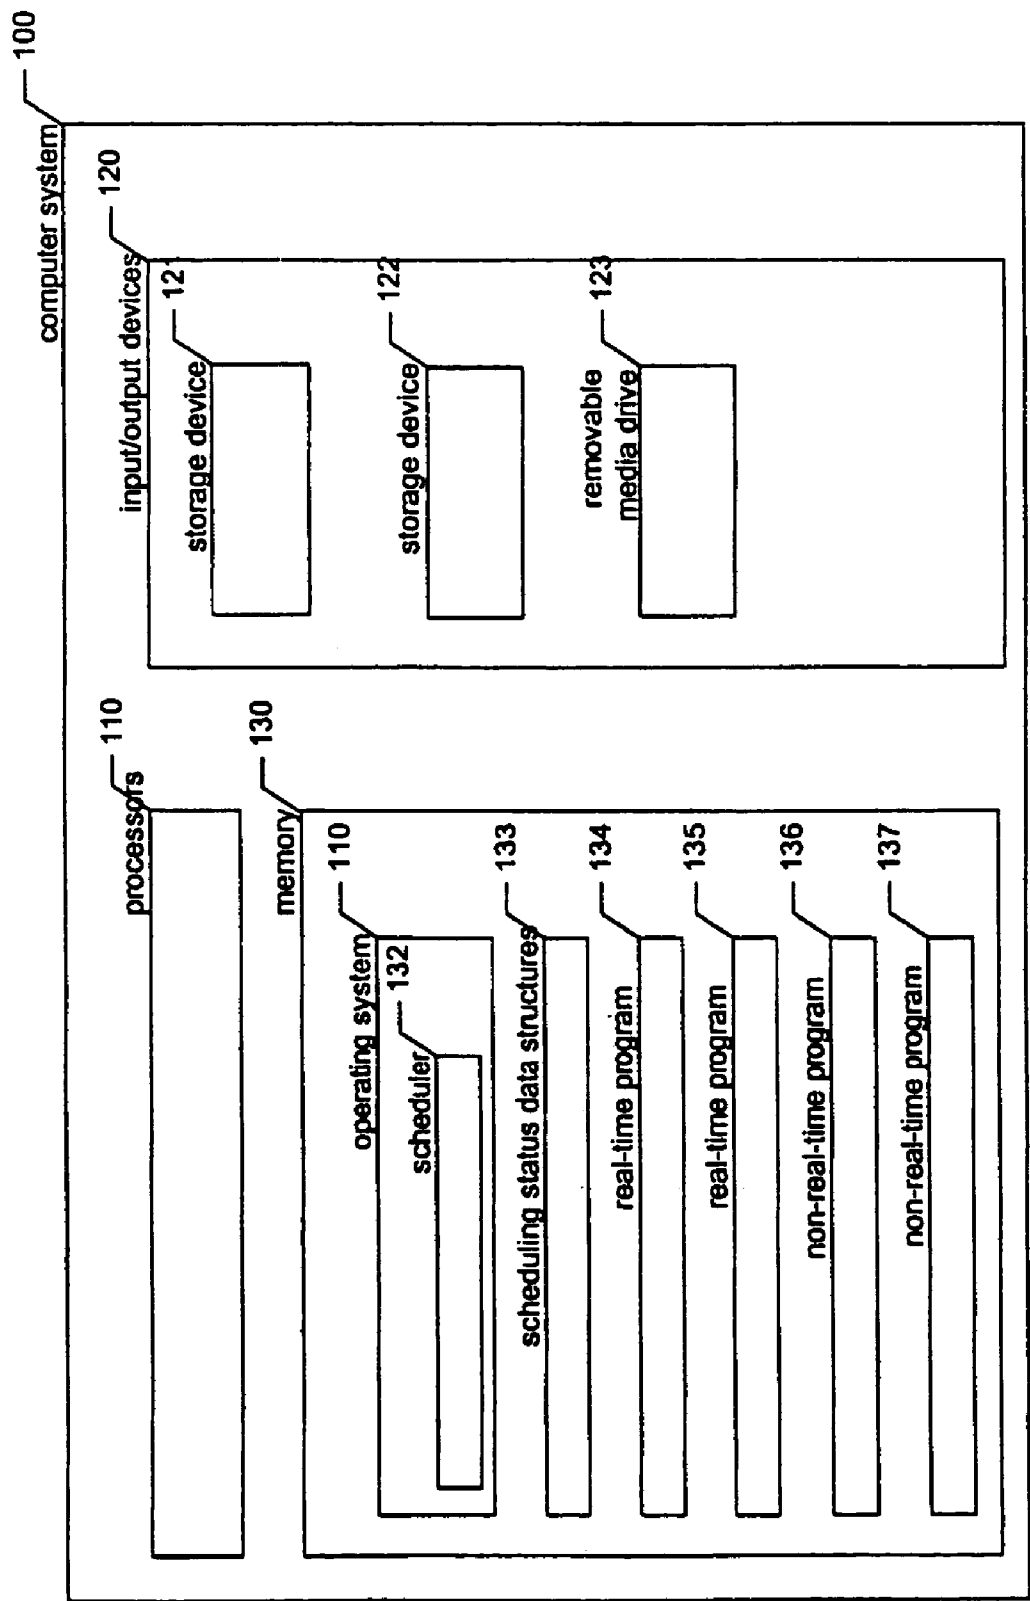 computer system
100
processors
110
input/output devices
120
storage device
121
storage device
122
removable
media drive
123
memory
130
operating system
110
scheduler
132
scheduling status data structures
133
real-time program
134
real-time program
135
non-real-time program
136
non-real-time program
137